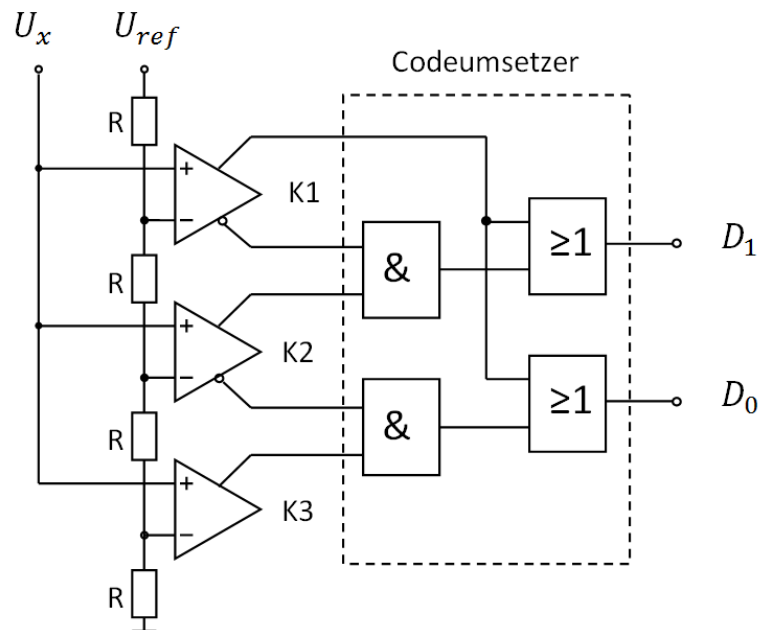 U_x
U_ref
Codeumsetzer
R
+
−
K1
&
≥1
D_1
R
+
−
K2
&
≥1
D_0
R
+
−
K3
R